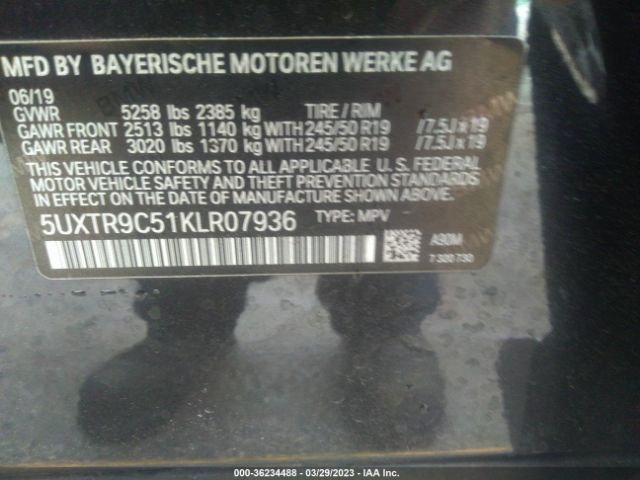 MFD BY BAYERISCHE MOTOREN WERKE AG
06/19
GVWR 5258 lbs 2385 kg TIRE / RIM
GAWR FRONT 2513 lbs 1140 kg WITH 245/50 R19 /7.5J x 19
GAWR REAR 3020 lbs 1370 kg WITH 245/50 R19 /7.5J x 19
THIS VEHICLE CONFORMS TO ALL APPLICABLE U. S. FEDERAL
MOTOR VEHICLE SAFETY AND THEFT PREVENTION STANDARDS
IN EFFECT ON THE DATE OF MANUFACTURE SHOWN ABOVE.
5UXTR9C51KLR07936 TYPE: MPV
A90M
000-36234488 - 03/29/2023 - IAA Inc.